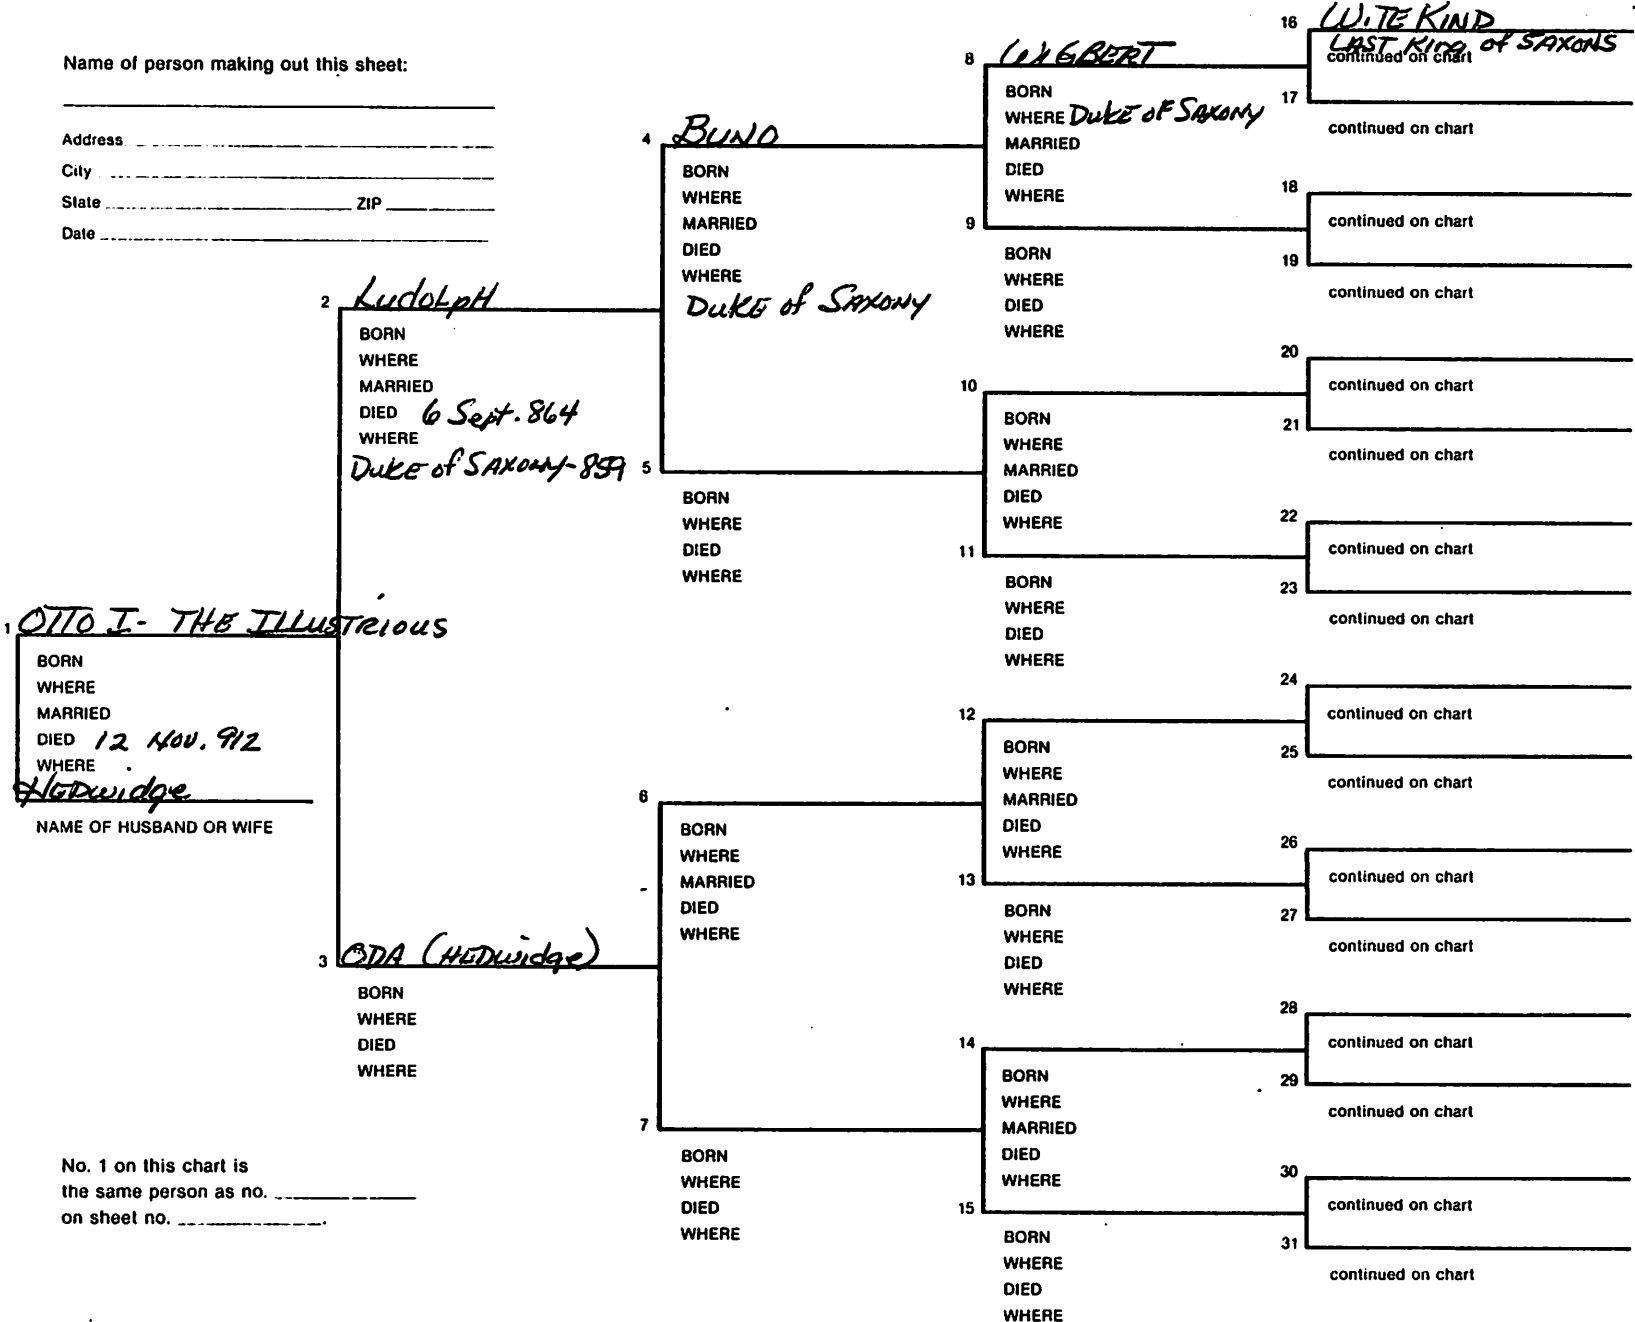 Name of person making out this sheet:
Address
City
State ZIP
Date
1 OTTO I - THE ILLUSTRIOUS
BORN
WHERE
MARRIED
DIED 12 Nov. 912
WHERE
HEDwidge
NAME OF HUSBAND OR WIFE
No. 1 on this chart is
the same person as no.
on sheet no.
2 LudoLpH
BORN
WHERE
MARRIED
DIED 6 Sept. 864
WHERE
DUKE of SAXONY-859
3 ODA (HEDwidge)
BORN
WHERE
DIED
WHERE
4 BUNO
BORN
WHERE
MARRIED
DIED
WHERE
DUKE of SAXONY
5
BORN
WHERE
DIED
WHERE
6
BORN
WHERE
MARRIED
DIED
WHERE
7
BORN
WHERE
DIED
WHERE
8 WIGBERT
BORN
WHERE DUKE OF SAXONY
MARRIED
DIED
WHERE
9
BORN
WHERE
DIED
WHERE
10
BORN
WHERE
MARRIED
DIED
WHERE
11
BORN
WHERE
DIED
WHERE
12
BORN
WHERE
MARRIED
DIED
WHERE
13
BORN
WHERE
DIED
WHERE
14
BORN
WHERE
MARRIED
DIED
WHERE
15
BORN
WHERE
DIED
WHERE
16 WITEKIND
LAST King of SAXONS
continued on chart
17
continued on chart
18
continued on chart
19
continued on chart
20
continued on chart
21
continued on chart
22
continued on chart
23
continued on chart
24
continued on chart
25
continued on chart
26
continued on chart
27
continued on chart
28
continued on chart
29
continued on chart
30
continued on chart
31
continued on chart